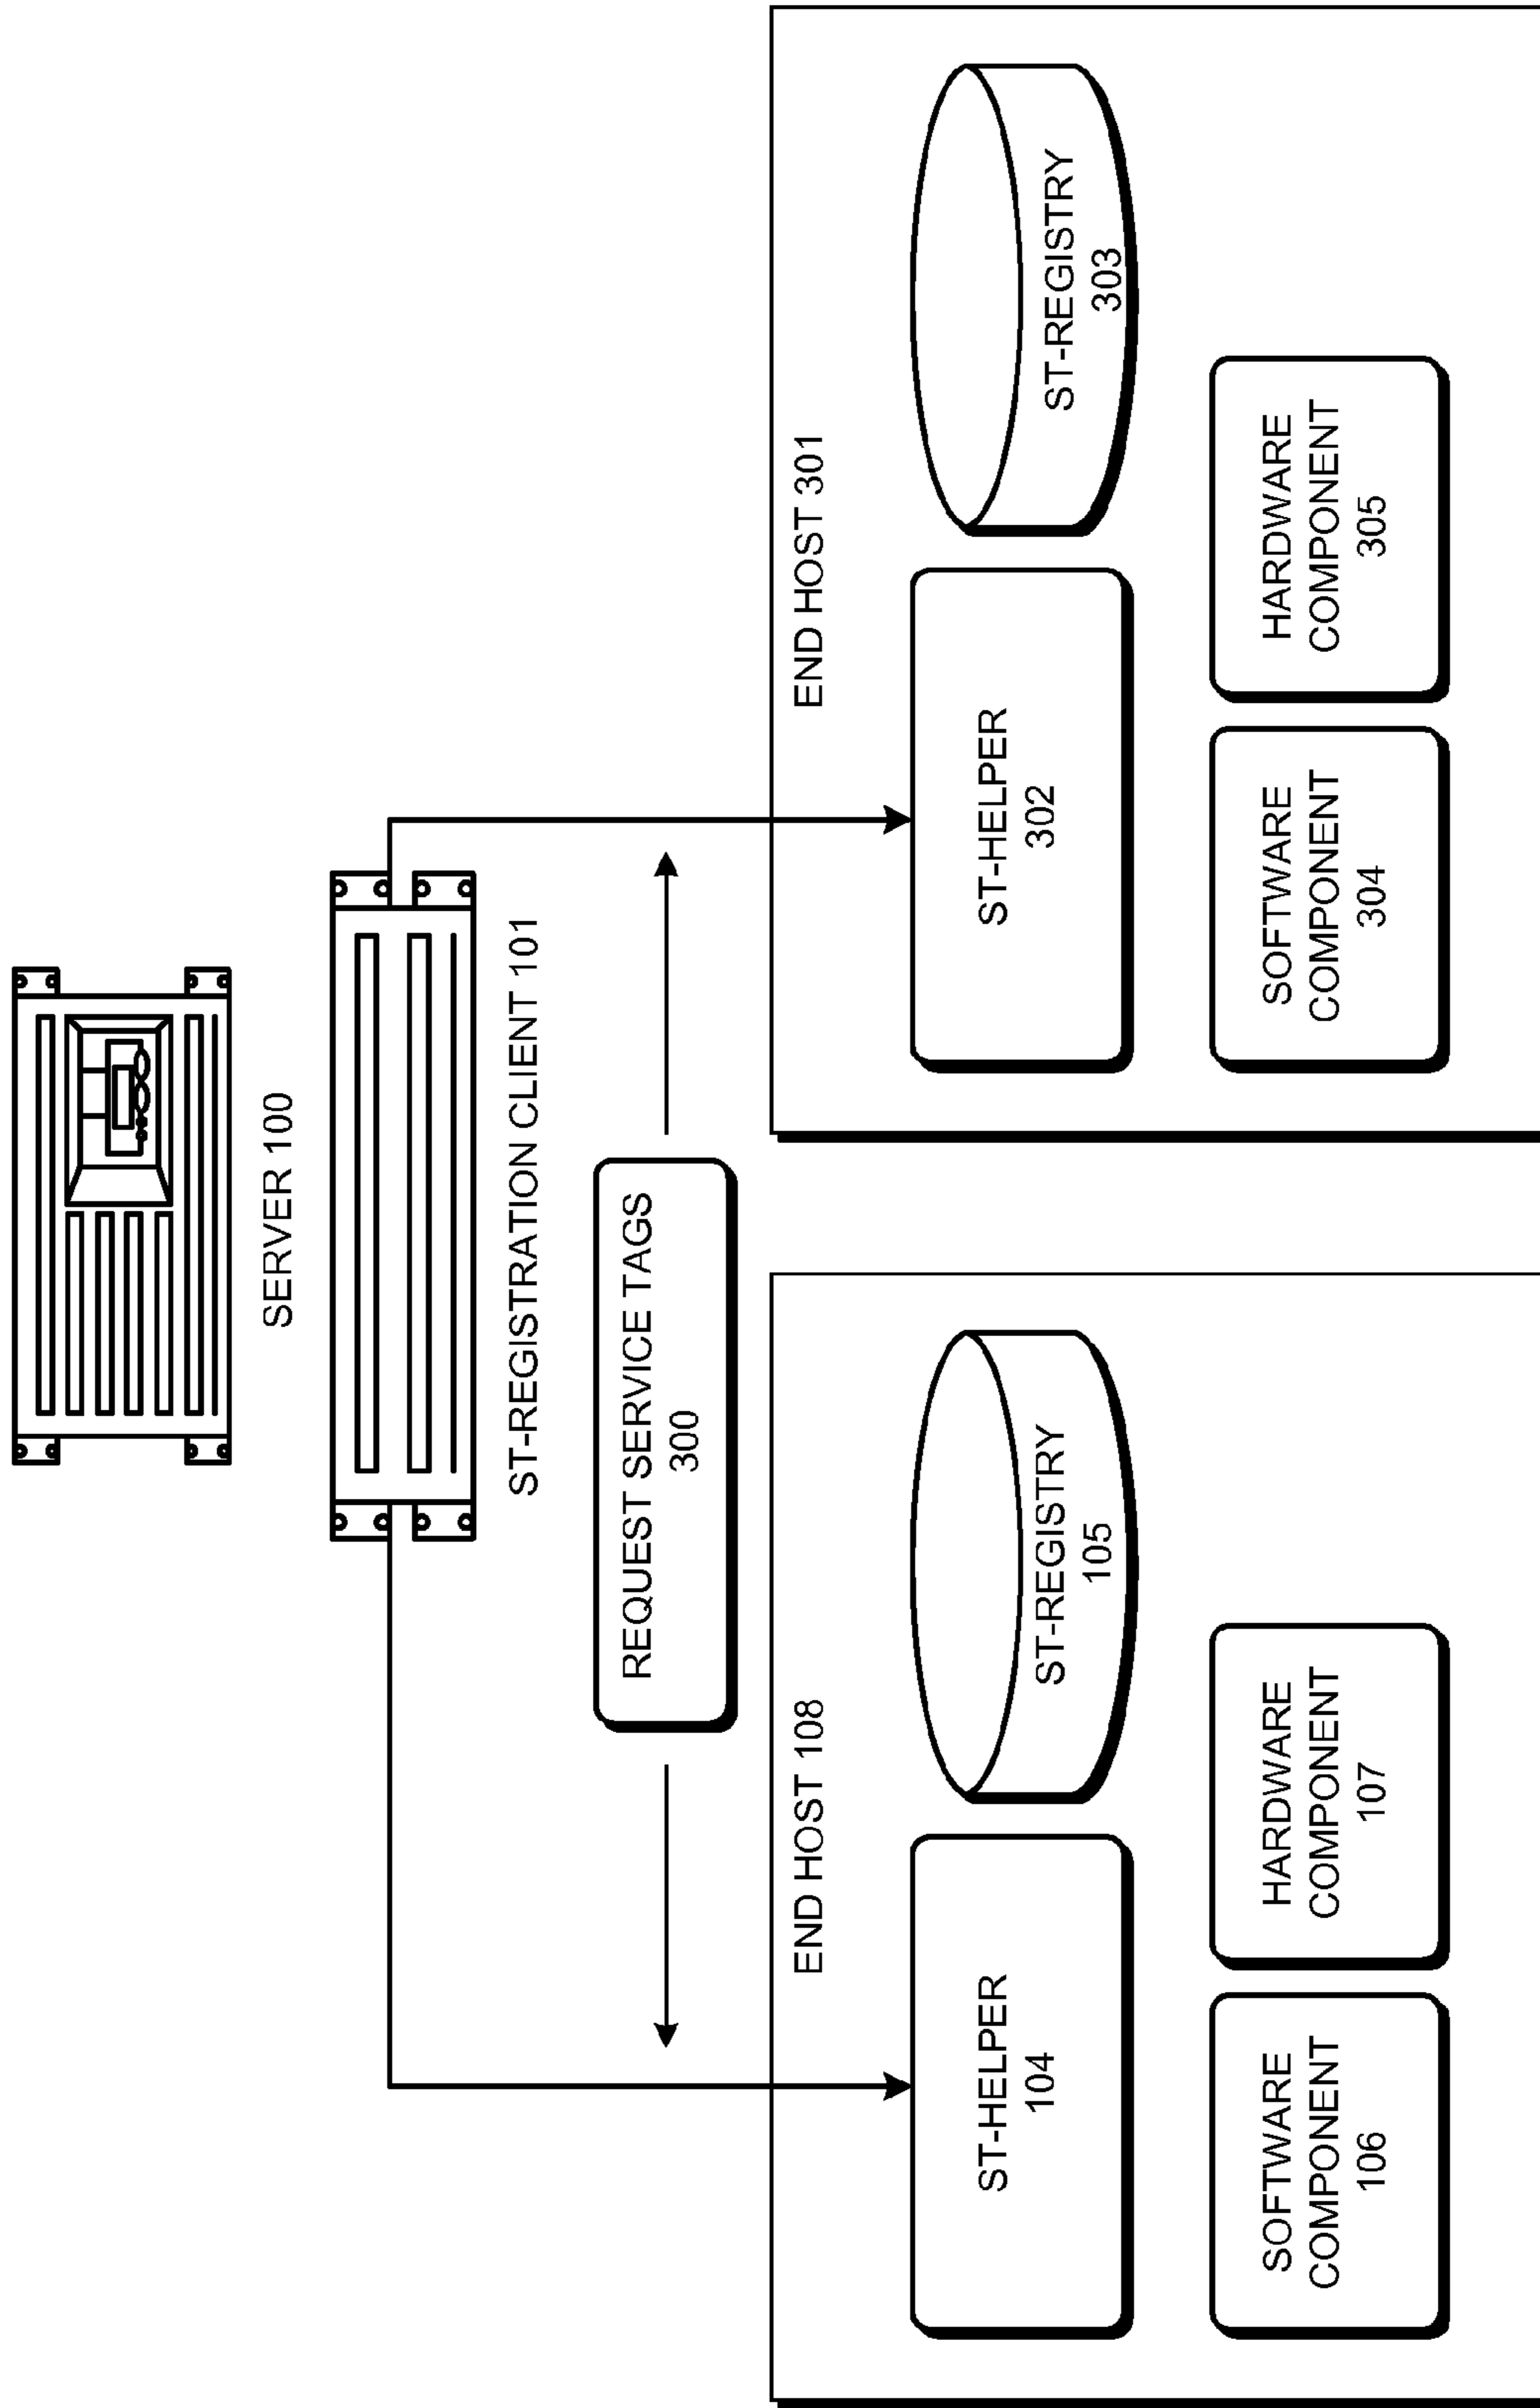 SERVER 100
ST-REGISTRATION CLIENT 101
REQUEST SERVICE TAGS
300
END HOST 108
ST-HELPER
104
ST-REGISTRY
105
SOFTWARE
COMPONENT
106
HARDWARE
COMPONENT
107
END HOST 301
ST-HELPER
302
ST-REGISTRY
303
SOFTWARE
COMPONENT
304
HARDWARE
COMPONENT
305